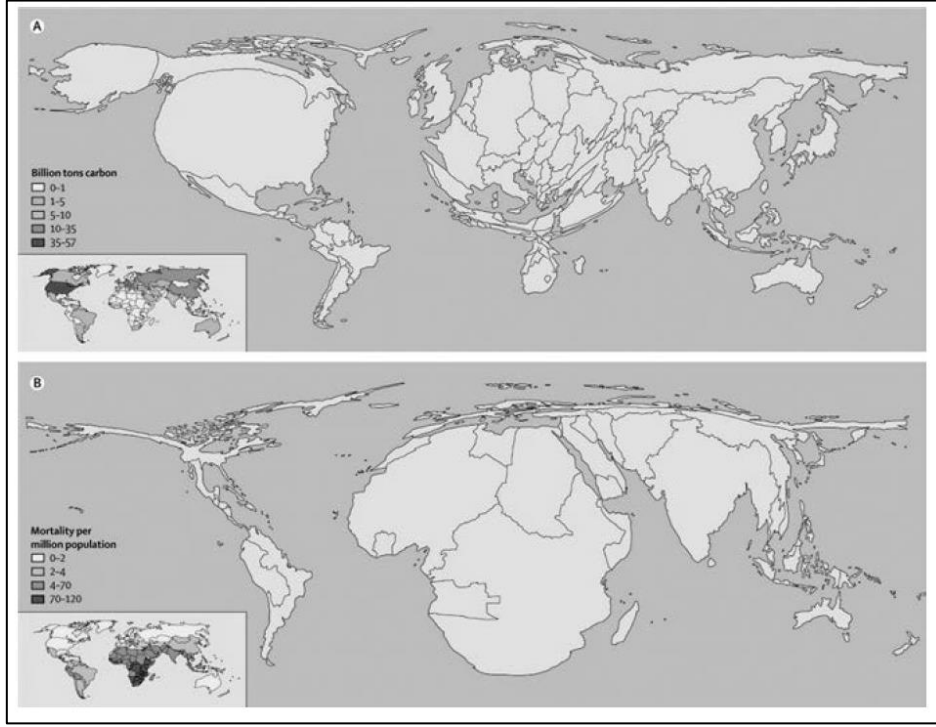 A
Billion tons carbon
0–1
1–5
5–10
10–35
35–57
B
Mortality per
million population
0–2
2–4
4–70
70–120